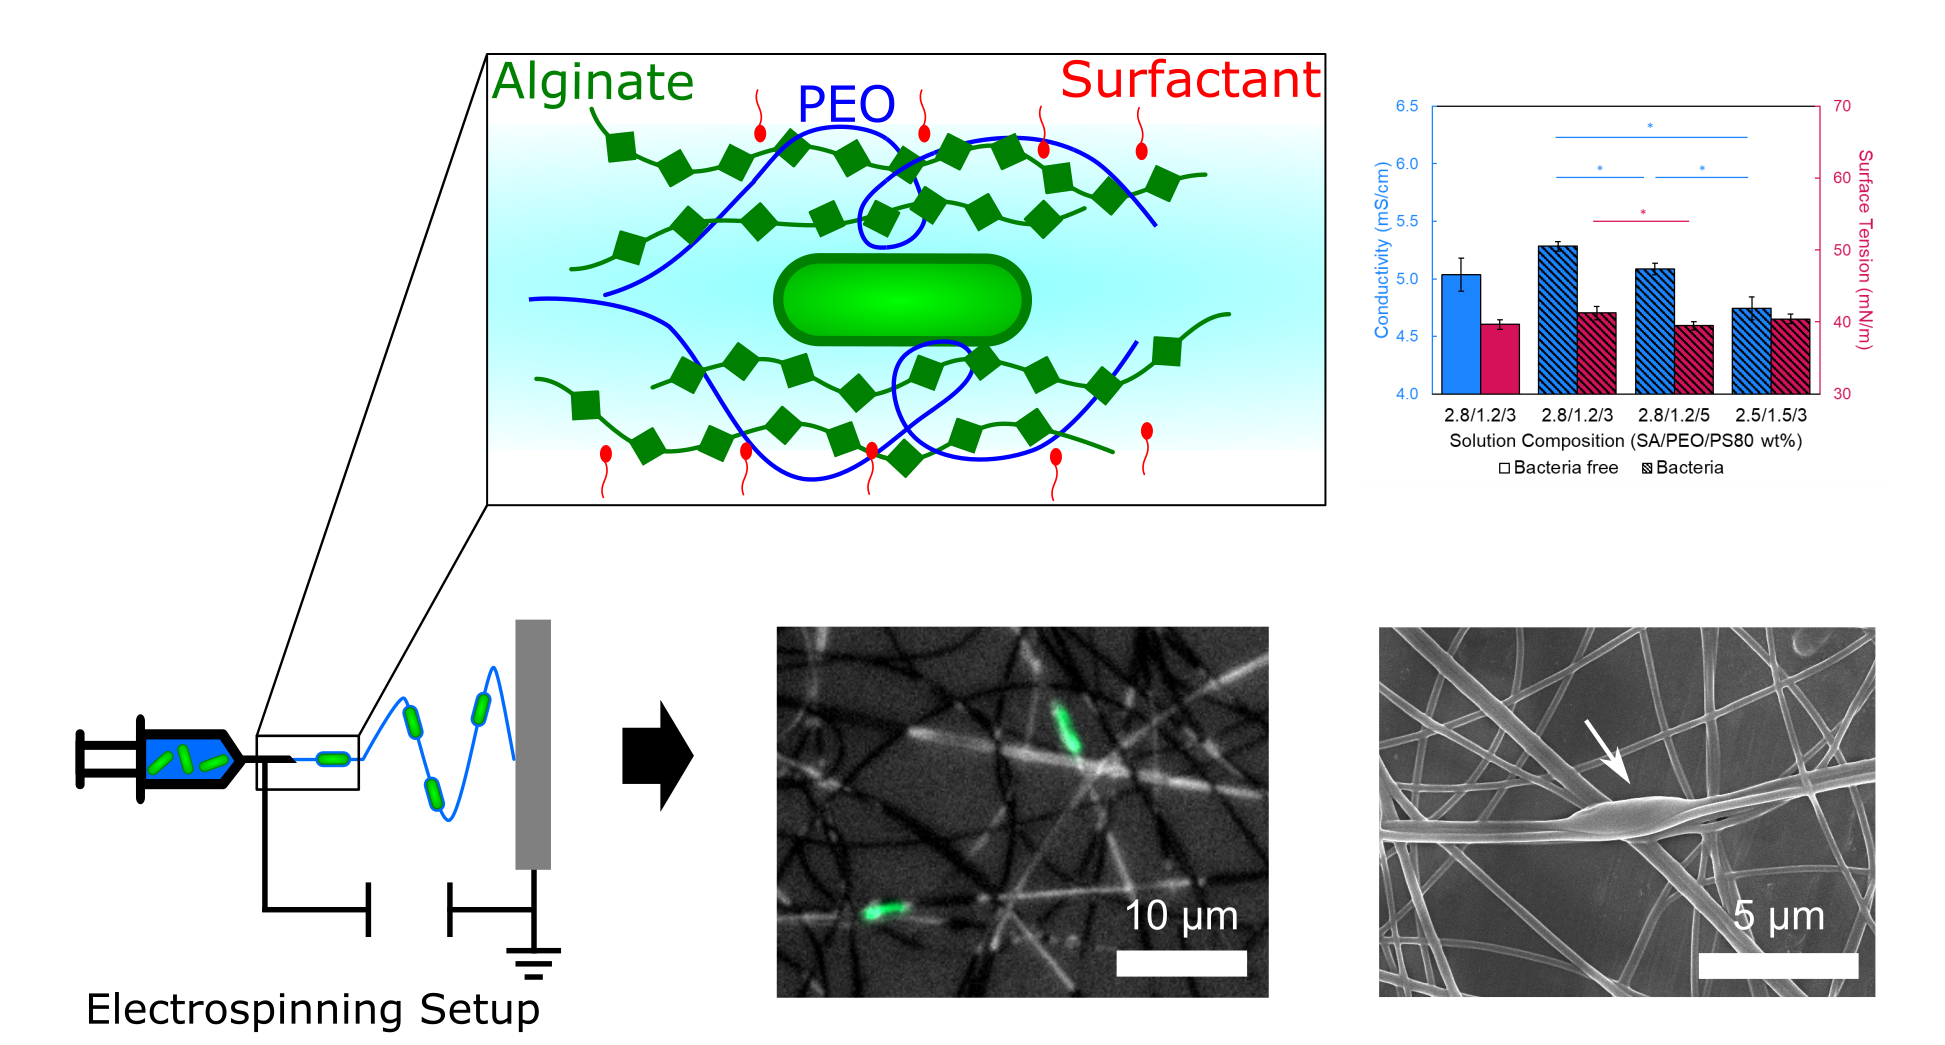 Alginate
PEO
Surfactant
6.5
6.0
5.5
5.0
4.5
4.0
Conductivity (mS/cm)
70
60
50
40
30
Surface Tension (mN/m)
*
*
*
*
2.8/1.2/3
2.8/1.2/3
2.8/1.2/5
2.5/1.5/3
Solution Composition (SA/PEO/PS80 wt%)
Bacteria free
Bacteria
10 μm
5 μm
Electrospinning Setup